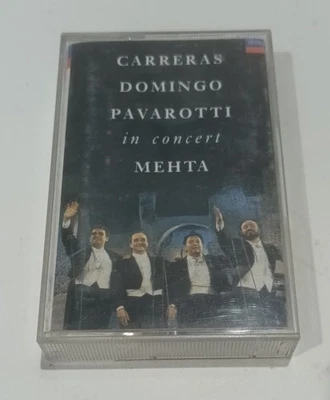 CARRERAS
DOMINGO
PAVAROTTI
in concert
MEHTA